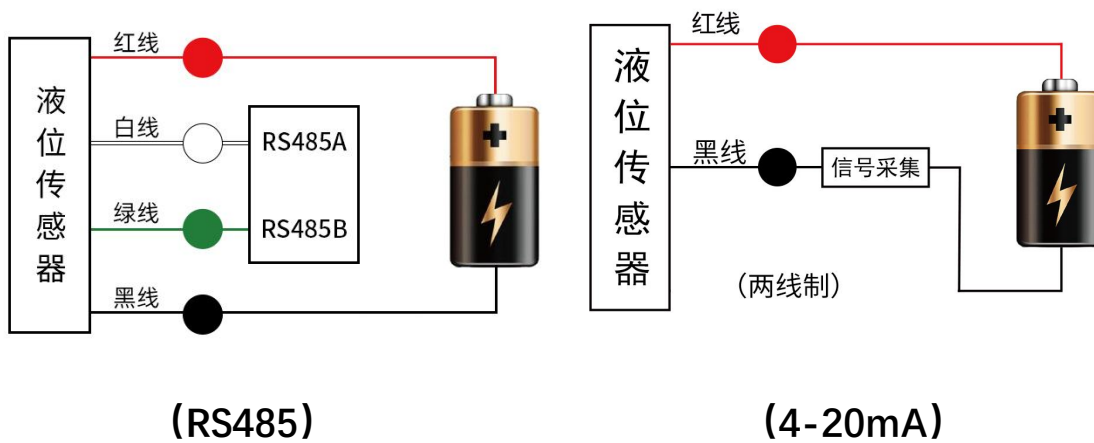 红线
液位传感器
白线
RS485A
绿线
RS485B
黑线
(RS485)
红线
液位传感器
黑线
信号采集
（两线制）
(4-20mA)